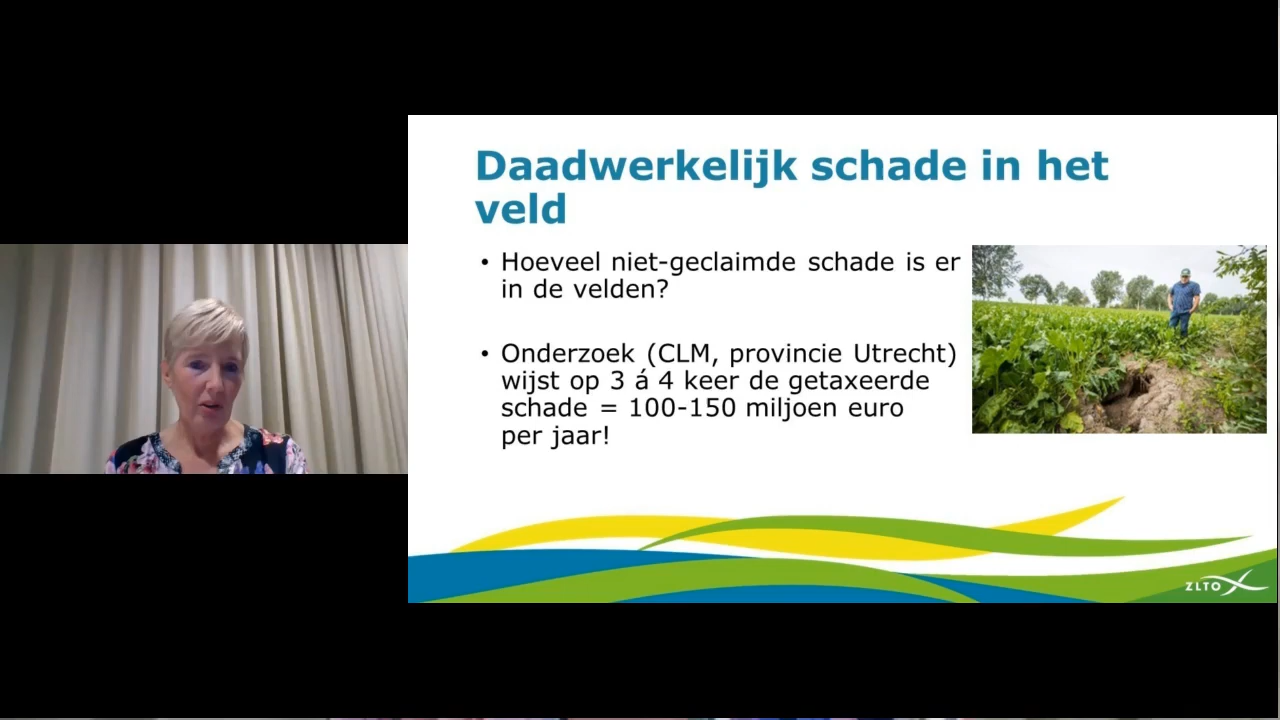 Daadwerkelijk schade in het
veld
• Hoeveel niet-geclaimde schade is er
in de velden?
• Onderzoek (CLM, provincie Utrecht)
wijst op 3 á 4 keer de getaxeerde
schade = 100-150 miljoen euro
per jaar!
ZLTO